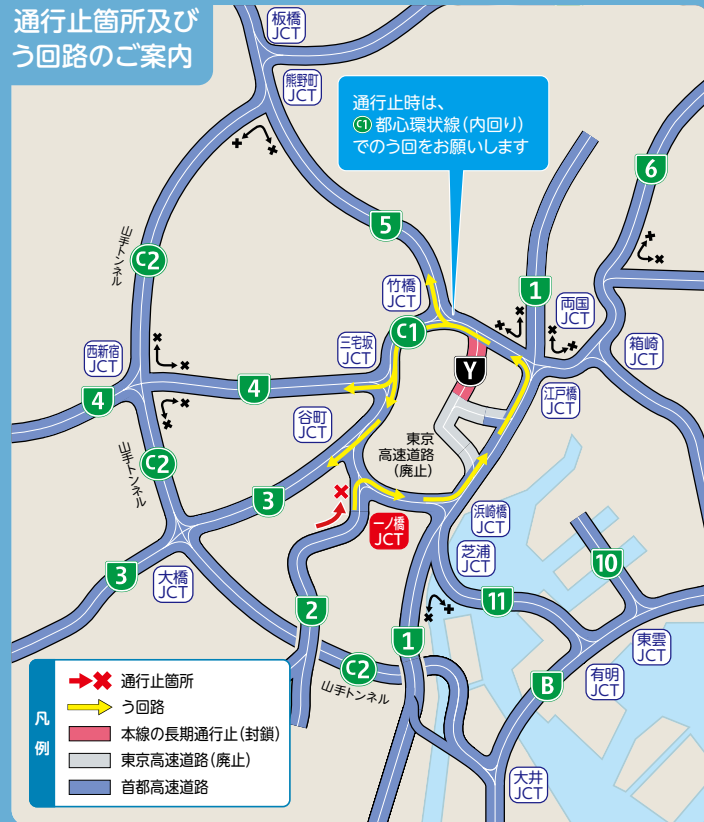 通行止箇所及び
う回路のご案内
板橋
JCT
熊野町
JCT
通行止時は、
C1 都心環状線(内回り)
でのう回をお願いします
6
山手トンネル
C2
5
1
両国
JCT
竹橋
JCT
C1
三宅坂
JCT
箱崎
JCT
西新宿
JCT
Y
4
4
江戸橋
JCT
谷町
JCT
東京
高速道路
(廃止)
山手トンネル
C2
3
一ノ橋
JCT
浜崎橋
JCT
芝浦
JCT
3
大橋
JCT
10
2
11
1
東雲
JCT
有明
JCT
C2
山手トンネル
B
大井
JCT
凡例
通行止箇所
う回路
本線の長期通行止(封鎖)
東京高速道路(廃止)
首都高速道路